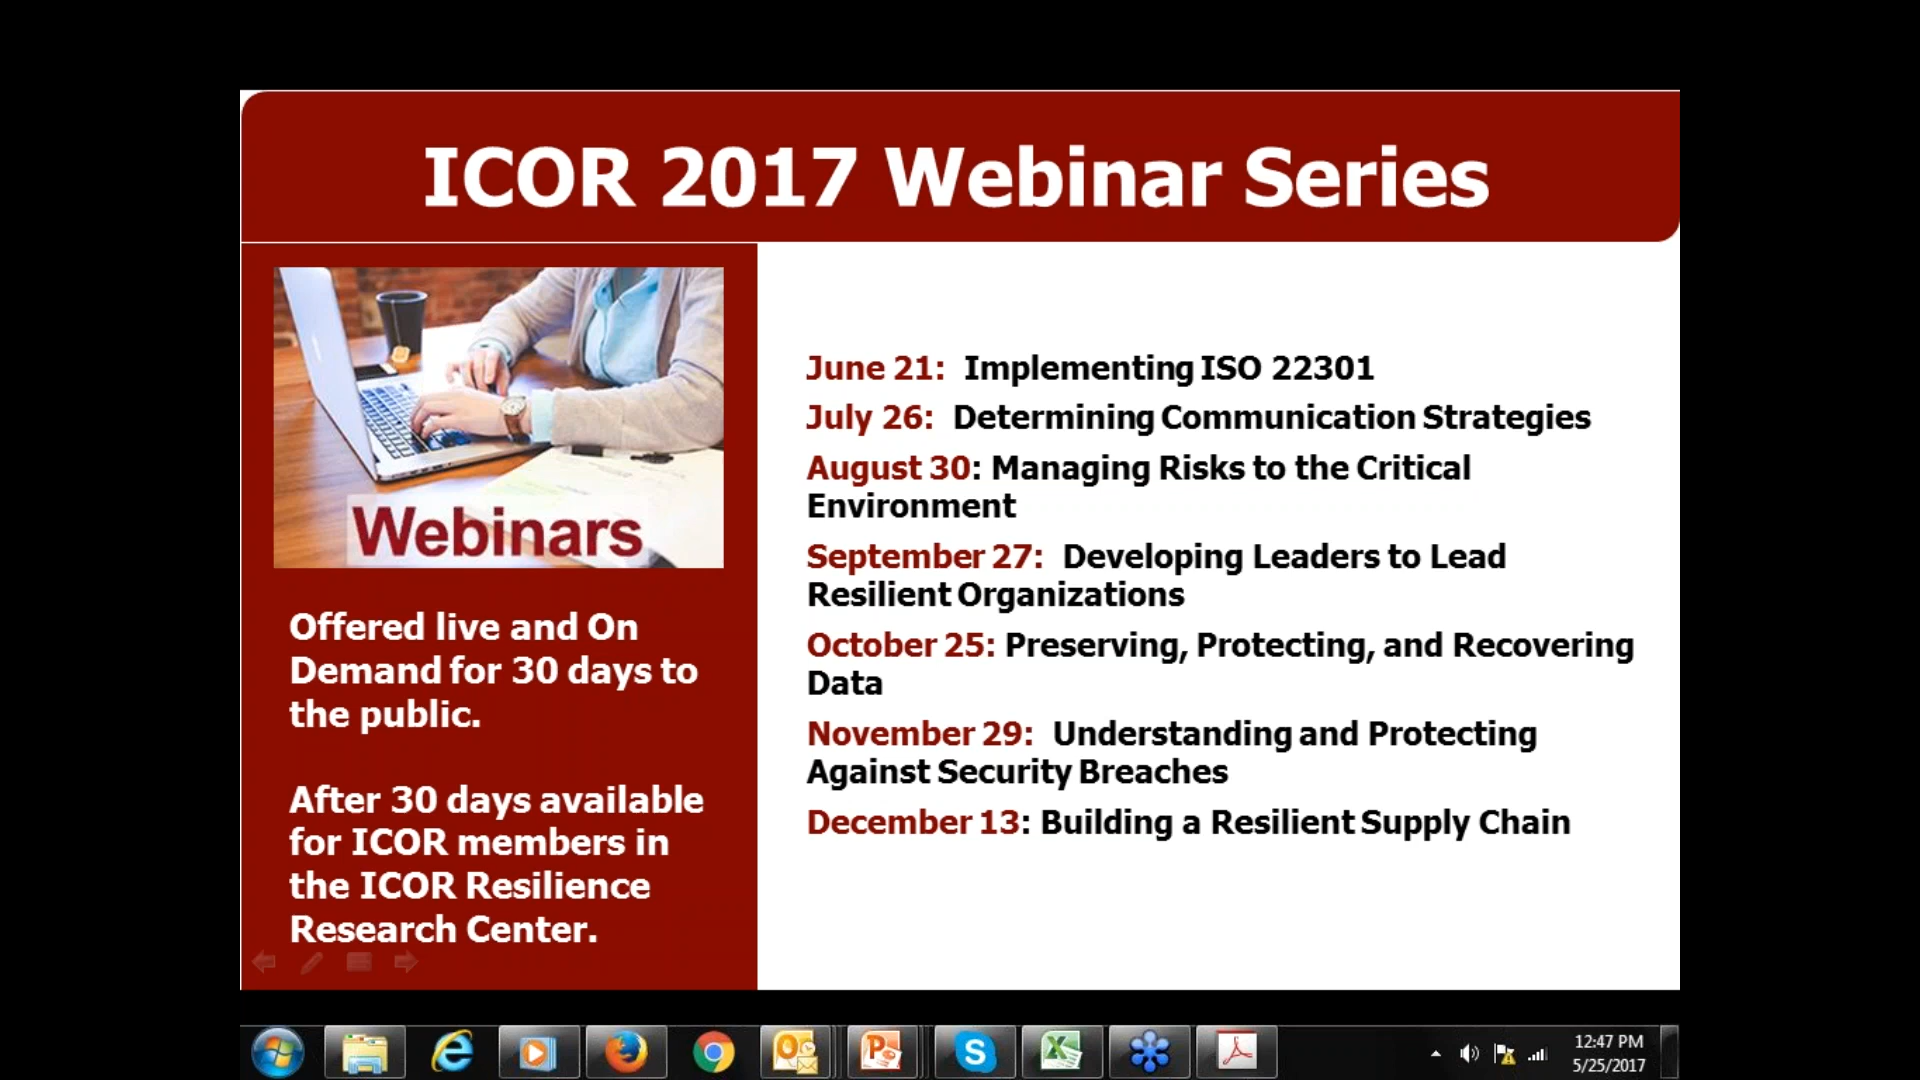 ICOR 2017 Webinar Series
Webinars
Offered live and On
Demand for 30 days to
the public.
After 30 days available
for ICOR members in
the ICOR Resilience
Research Center.
June 21: Implementing ISO 22301
July 26: Determining Communication Strategies
August 30: Managing Risks to the Critical
Environment
September 27: Developing Leaders to Lead
Resilient Organizations
October 25: Preserving, Protecting, and Recovering
Data
November 29: Understanding and Protecting
Against Security Breaches
December 13: Building a Resilient Supply Chain
12:47 PM
5/25/2017